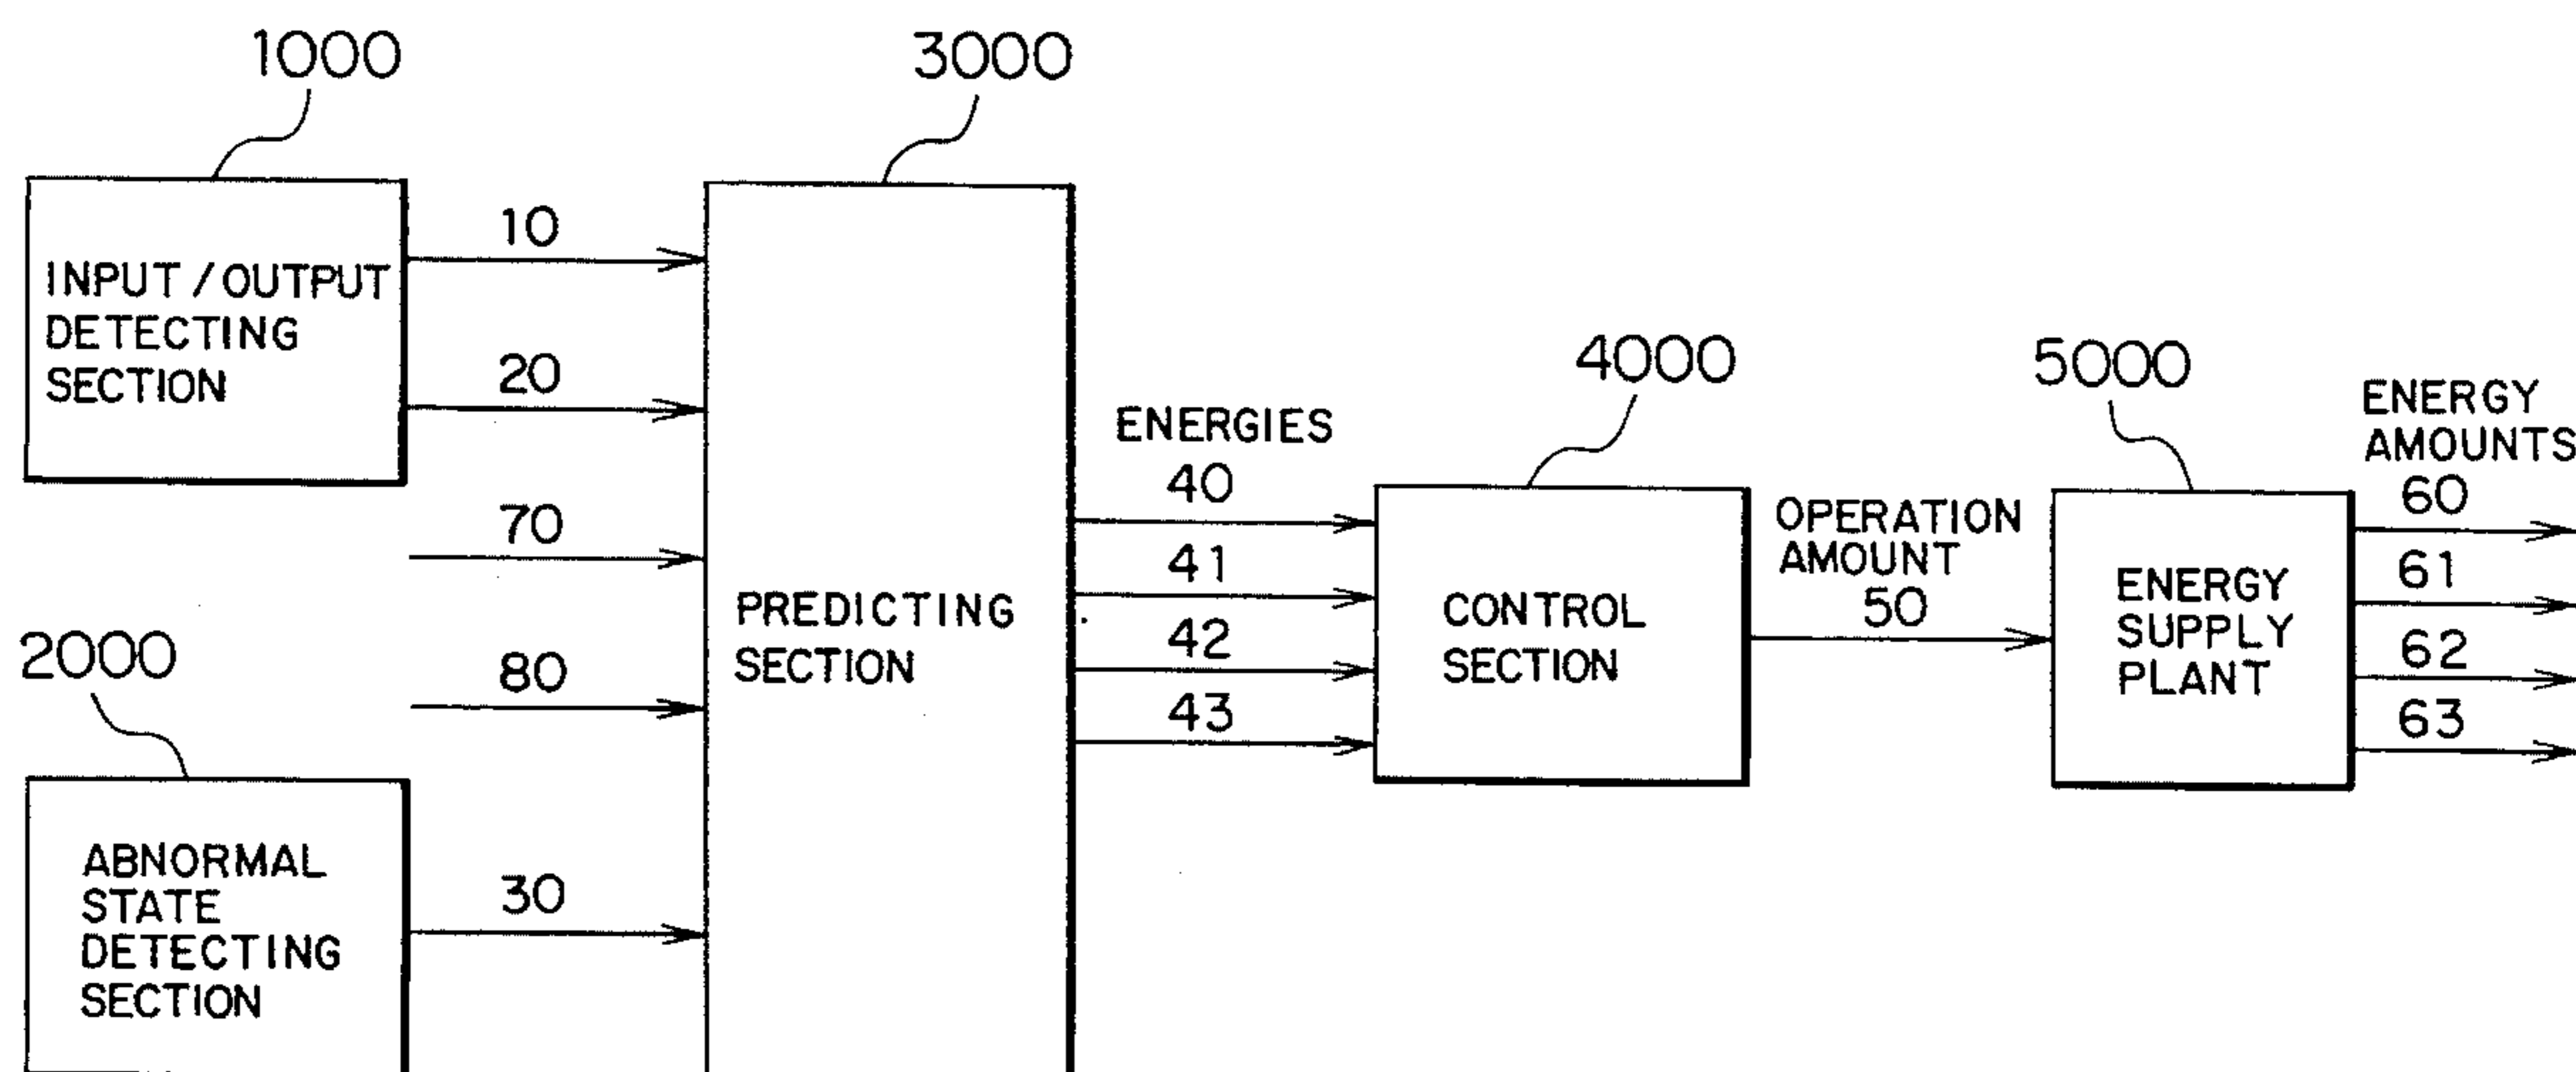 1000
3000
INPUT/OUTPUT
DETECTING
SECTION
10
20
70
80
2000
ABNORMAL
STATE
DETECTING
SECTION
30
PREDICTING
SECTION
ENERGIES
40
41
42
43
4000
CONTROL
SECTION
OPERATION
AMOUNT
50
5000
ENERGY
SUPPLY
PLANT
ENERGY
AMOUNTS
60
61
62
63